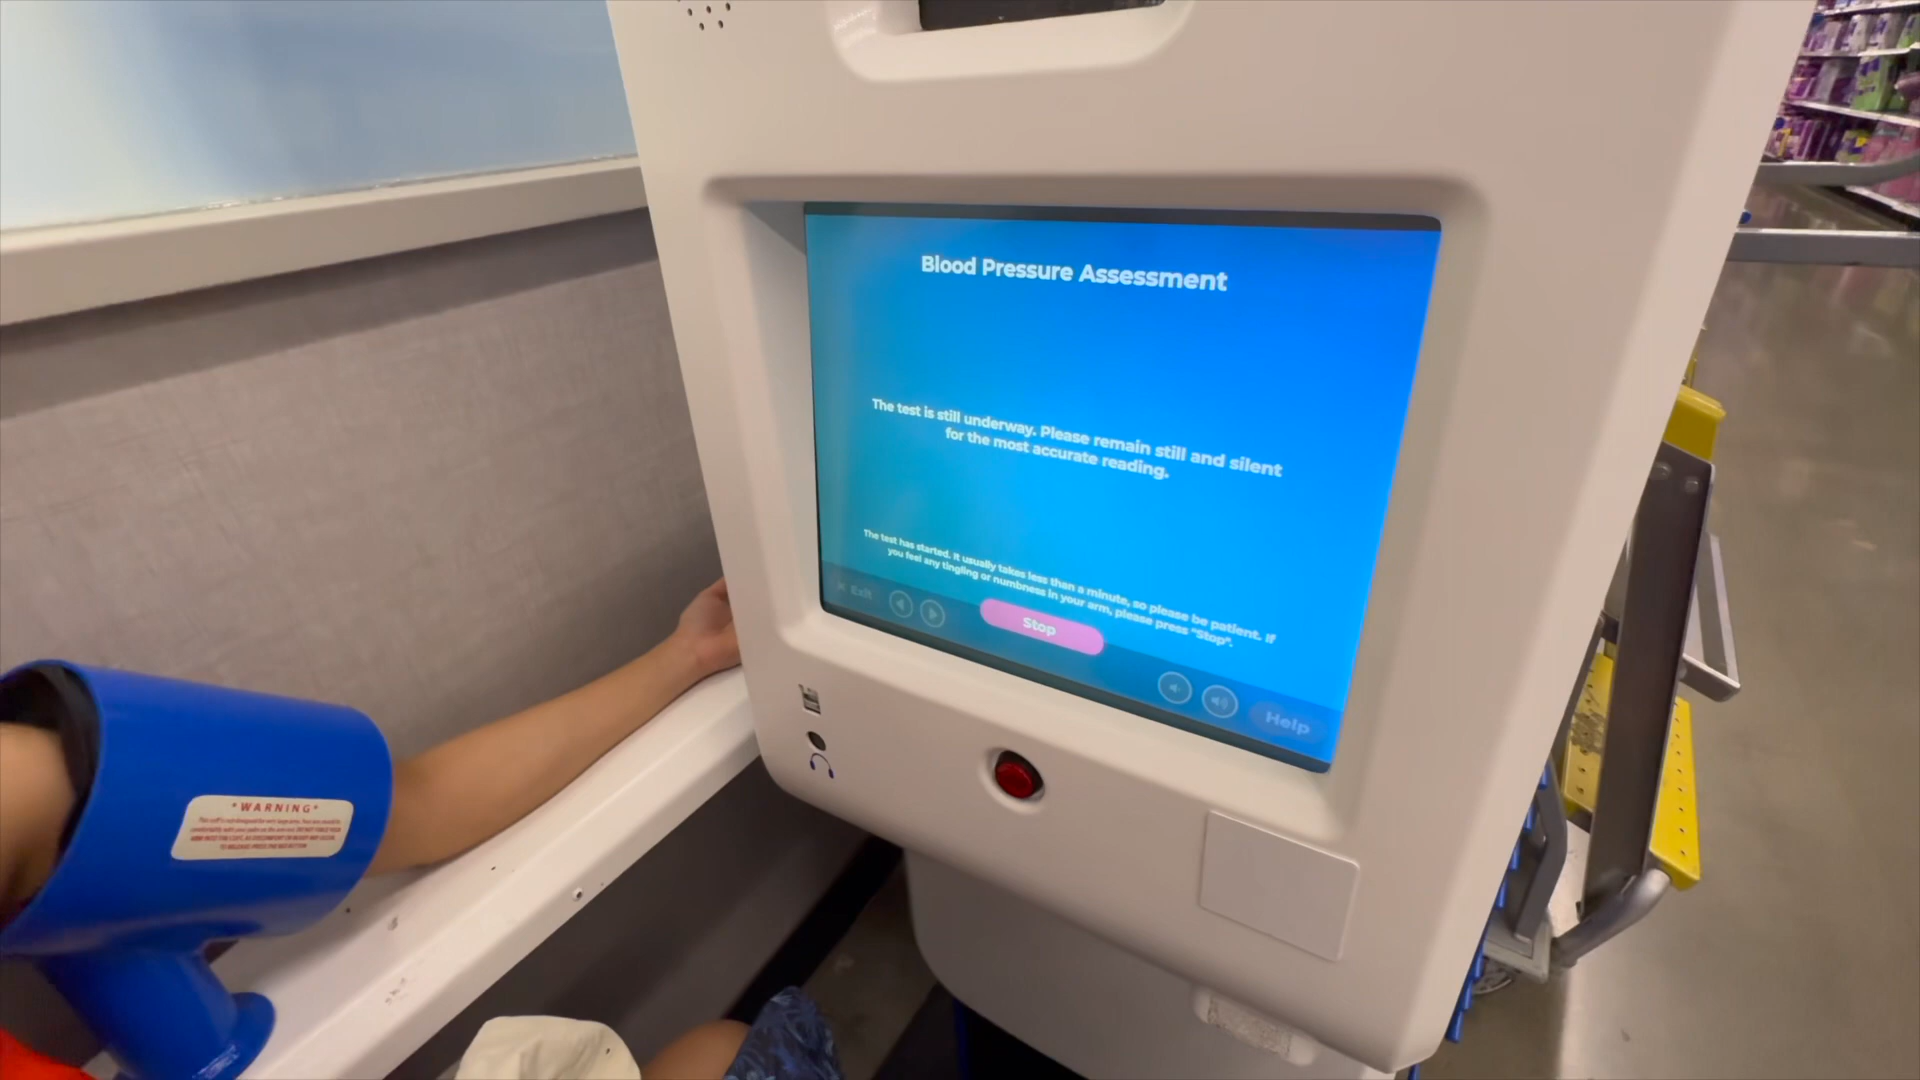 Blood Pressure Assessment
The test is still underway. Please remain still and silent
for the most accurate reading.
The test has started. It usually takes less than a minute, so please be patient. If
you feel any tingling or numbness in your arm, please press "Stop".
× Exit
Stop
Help
*WARNING*